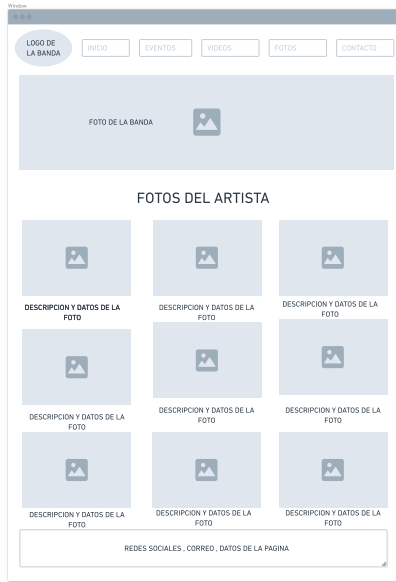 Window
LOGO DE
LA BANDA
INICIO
EVENTOS
VIDEOS
FOTOS
CONTACTO
FOTO DE LA BANDA
FOTOS DEL ARTISTA
DESCRIPCION Y DATOS DE LA
FOTO
DESCRIPCION Y DATOS DE LA
FOTO
DESCRIPCION Y DATOS DE LA
FOTO
DESCRIPCION Y DATOS DE LA
FOTO
DESCRIPCION Y DATOS DE LA
FOTO
DESCRIPCION Y DATOS DE LA
FOTO
DESCRIPCION Y DATOS DE LA
FOTO
DESCRIPCION Y DATOS DE LA
FOTO
DESCRIPCION Y DATOS DE LA
FOTO
REDES SOCIALES , CORREO , DATOS DE LA PAGINA